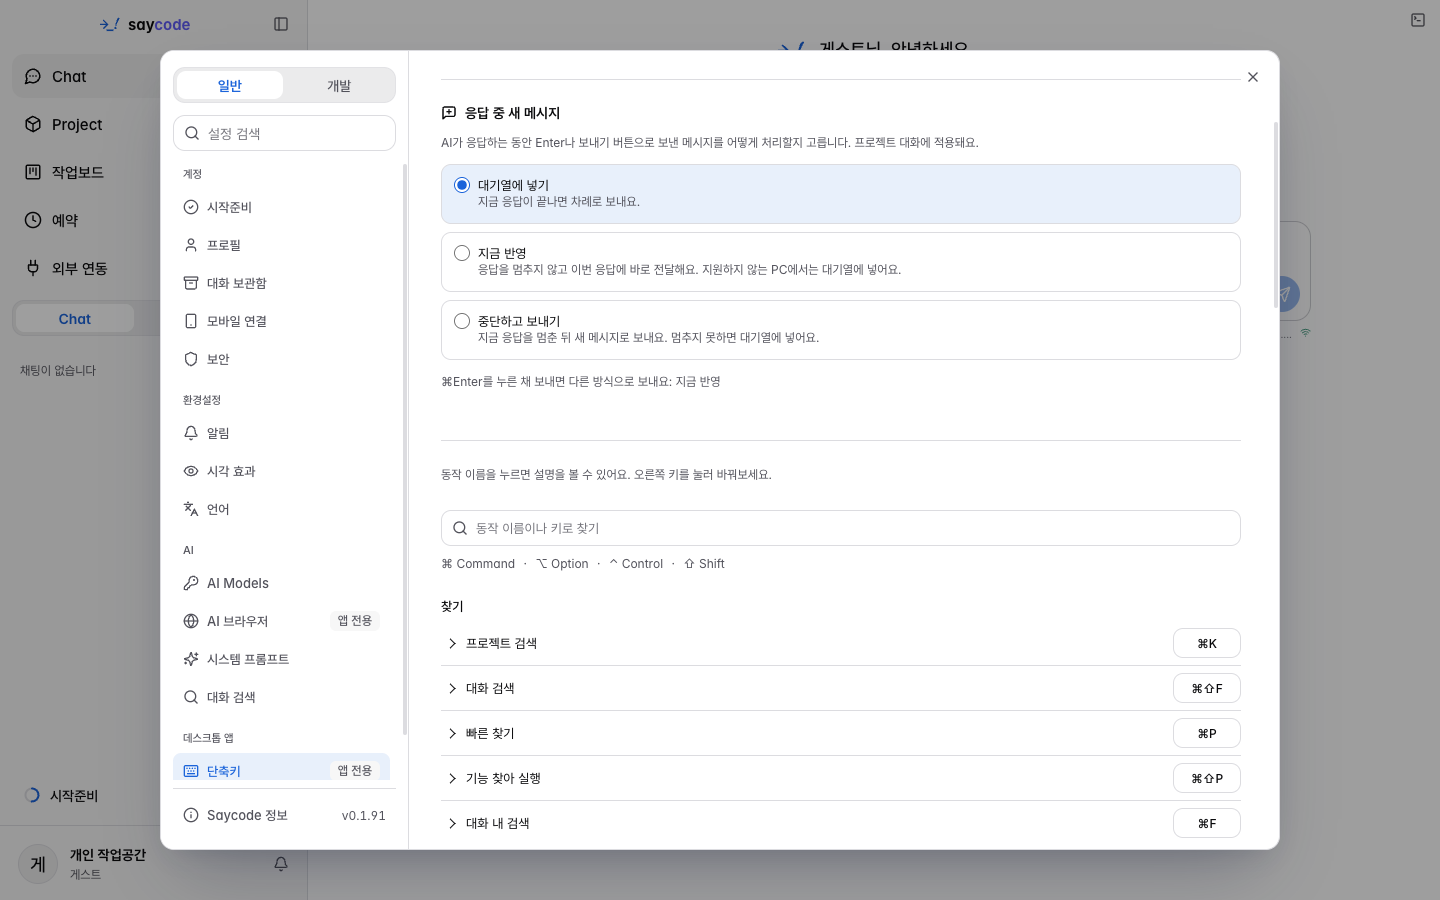 saycode
Chat
Project
작업보드
예약
외부 연동
Chat
채팅이 없습니다
시작준비
개인 작업공간
게
게스트
게스트님, 안녕하세요
일반
개발
설정 검색
계정
시작준비
프로필
대화 보관함
모바일 연결
보안
환경설정
알림
시각 효과
언어
AI
AI Models
AI 브라우저
앱 전용
시스템 프롬프트
대화 검색
데스크톱 앱
단축키
앱 전용
Saycode 정보
v0.1.91
응답 중 새 메시지
AI가 응답하는 동안 Enter나 보내기 버튼으로 보낸 메시지를 어떻게 처리할지 고릅니다. 프로젝트 대화에 적용돼요.
대기열에 넣기
지금 응답이 끝나면 차례로 보내요.
지금 반영
응답을 멈추지 않고 이번 응답에 바로 전달해요. 지원하지 않는 PC에서는 대기열에 넣어요.
중단하고 보내기
지금 응답을 멈춘 뒤 새 메시지로 보내요. 멈추지 못하면 대기열에 넣어요.
⌘Enter를 누른 채 보내면 다른 방식으로 보내요: 지금 반영
동작 이름을 누르면 설명을 볼 수 있어요. 오른쪽 키를 눌러 바꿔보세요.
동작 이름이나 키로 찾기
⌘ Command · ⌥ Option · ^ Control · ⇧ Shift
찾기
프로젝트 검색
⌘K
대화 검색
⌘⇧F
빠른 찾기
⌘P
기능 찾아 실행
⌘⇧P
대화 내 검색
⌘F